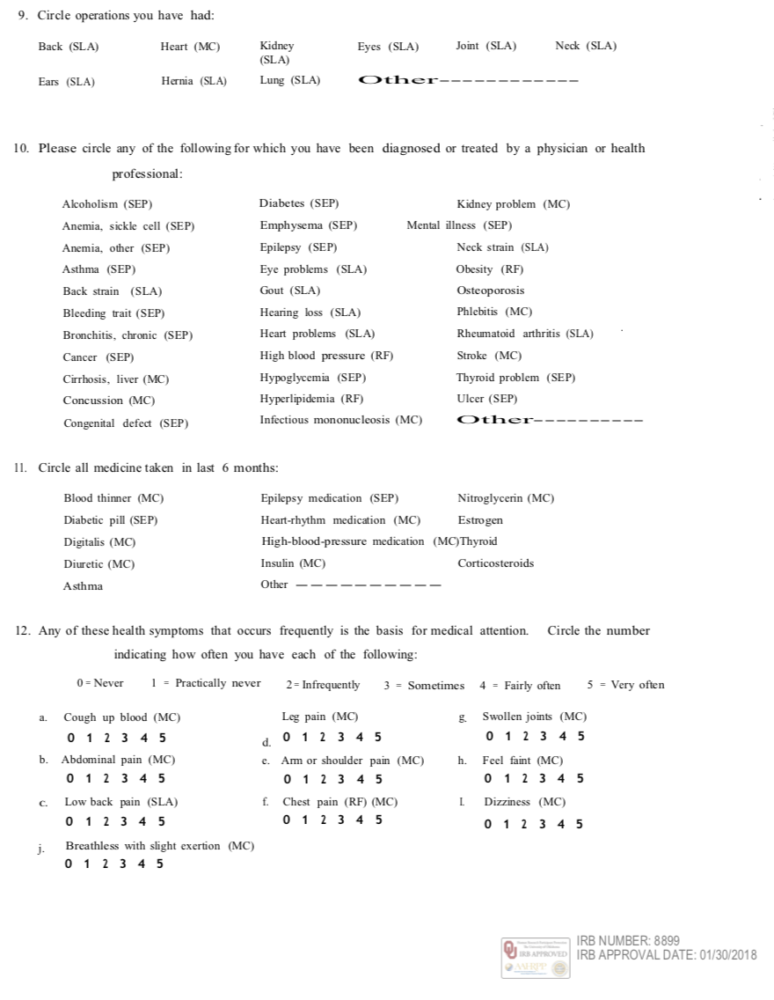 9. Circle operations you have had:
Back (SLA) Heart (MC) Kidney (SLA) Eyes (SLA) Joint (SLA) Neck (SLA)
Ears (SLA) Hernia (SLA) Lung (SLA) Other------------
10. Please circle any of the following for which you have been diagnosed or treated by a physician or health
professional:
Alcoholism (SEP) Diabetes (SEP) Kidney problem (MC)
Anemia, sickle cell (SEP) Emphysema (SEP) Mental illness (SEP)
Anemia, other (SEP) Epilepsy (SEP) Neck strain (SLA)
Asthma (SEP) Eye problems (SLA) Obesity (RF)
Back strain (SLA) Gout (SLA) Osteoporosis
Bleeding trait (SEP) Hearing loss (SLA) Phlebitis (MC)
Bronchitis, chronic (SEP) Heart problems (SLA) Rheumatoid arthritis (SLA)
Cancer (SEP) High blood pressure (RF) Stroke (MC)
Cirrhosis, liver (MC) Hypoglycemia (SEP) Thyroid problem (SEP)
Concussion (MC) Hyperlipidemia (RF) Ulcer (SEP)
Congenital defect (SEP) Infectious mononucleosis (MC) Other----------
11. Circle all medicine taken in last 6 months:
Blood thinner (MC) Epilepsy medication (SEP) Nitroglycerin (MC)
Diabetic pill (SEP) Heart-rhythm medication (MC) Estrogen
Digitalis (MC) High-blood-pressure medication (MC)Thyroid
Diuretic (MC) Insulin (MC) Corticosteroids
Asthma Other ----------
12. Any of these health symptoms that occurs frequently is the basis for medical attention. Circle the number
indicating how often you have each of the following:
0 = Never 1 = Practically never 2 = Infrequently 3 = Sometimes 4 = Fairly often 5 = Very often
a. Cough up blood (MC) Leg pain (MC) g. Swollen joints (MC)
0 1 2 3 4 5 d. 0 1 2 3 4 5 0 1 2 3 4 5
b. Abdominal pain (MC) e. Arm or shoulder pain (MC) h. Feel faint (MC)
0 1 2 3 4 5 0 1 2 3 4 5 0 1 2 3 4 5
c. Low back pain (SLA) f. Chest pain (RF) (MC) I. Dizziness (MC)
0 1 2 3 4 5 0 1 2 3 4 5 0 1 2 3 4 5
j. Breathless with slight exertion (MC)
0 1 2 3 4 5
IRB APPROVED
AAHRPP
IRB NUMBER: 8899
IRB APPROVAL DATE: 01/30/2018